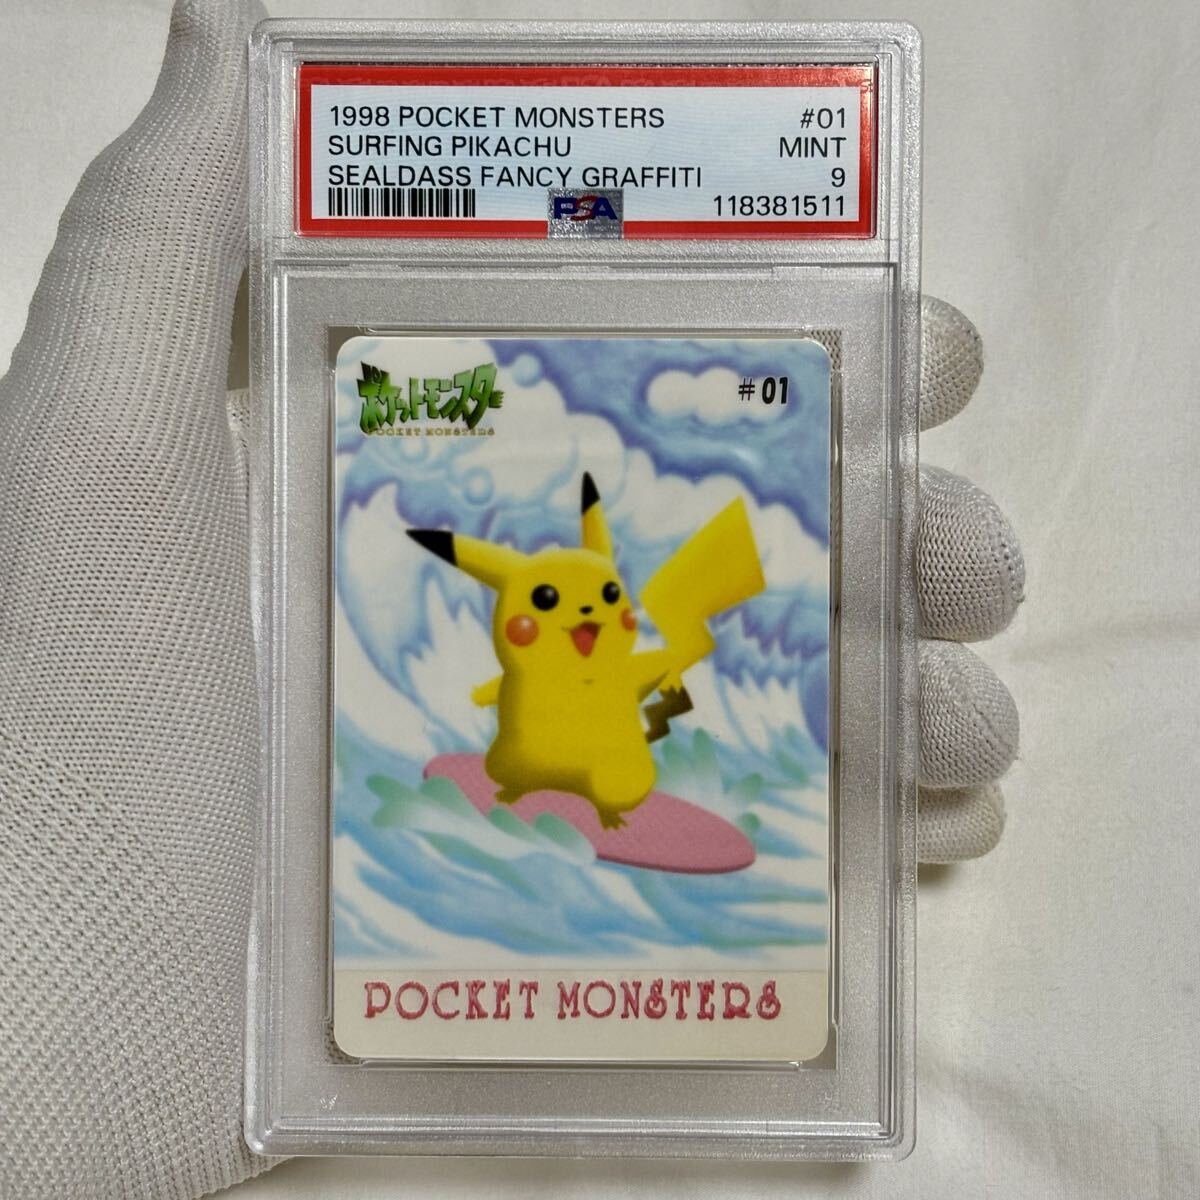 1998 POCKET MONSTERS #01
SURFING PIKACHU MINT
SEALDASS FANCY GRAFFITI 9
PSA 118381511
ポケットモンスター
POCKET MONSTERS
#01
POCKET MONSTERS